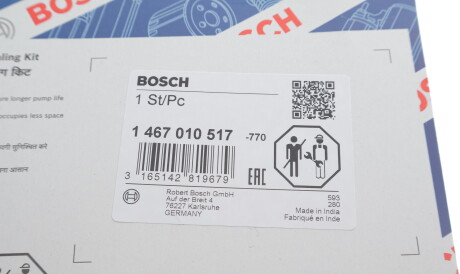 BOSCH
ling Kit
ग किट
ure longer pump life
occupies less space
BOSCH
1 St/Pc
1 467 010 517 -770
3 165142 819679
EAC
Robert Bosch GmbH
Auf der Breit 4
76227 Karlsruhe
GERMANY
593
280
Made in India
Fabriqué en Inde